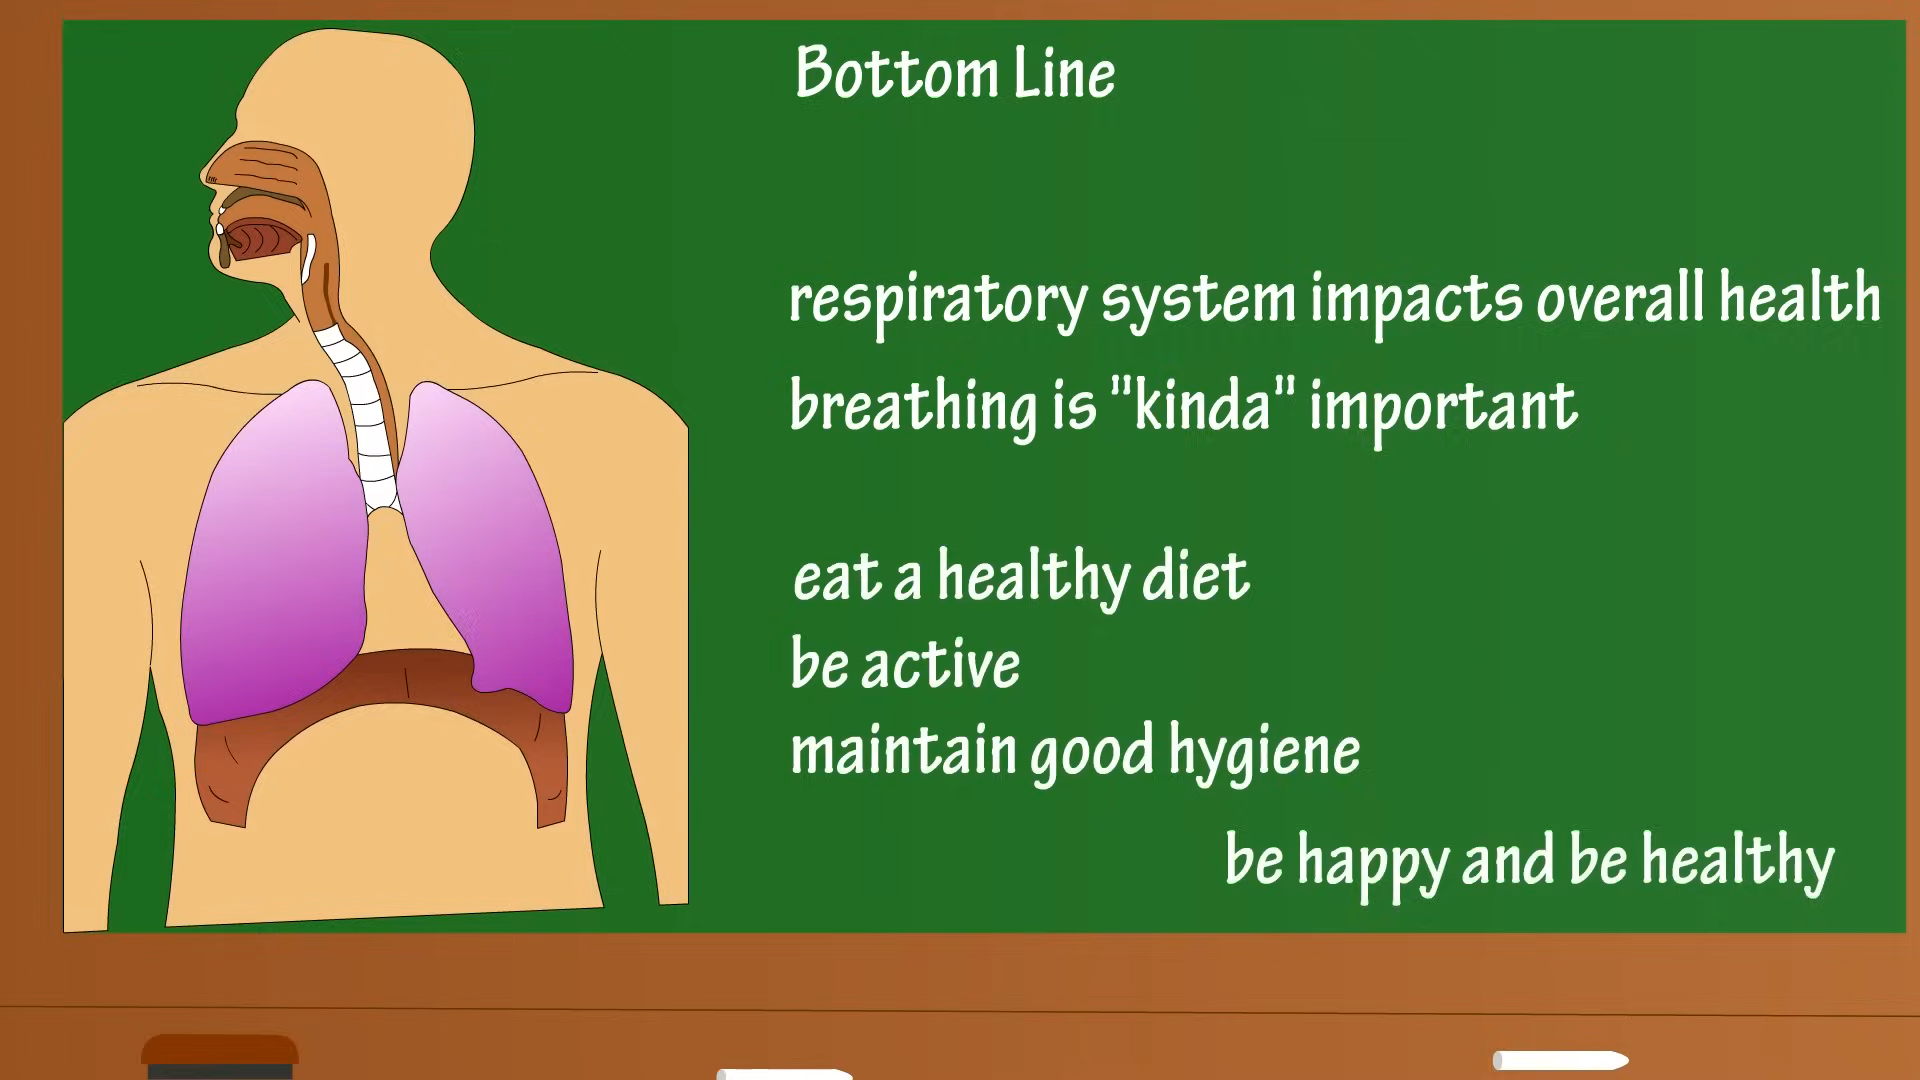 Bottom Line
respiratory system impacts overall health
breathing is "kinda" important
eat a healthy diet
be active
maintain good hygiene
be happy and be healthy